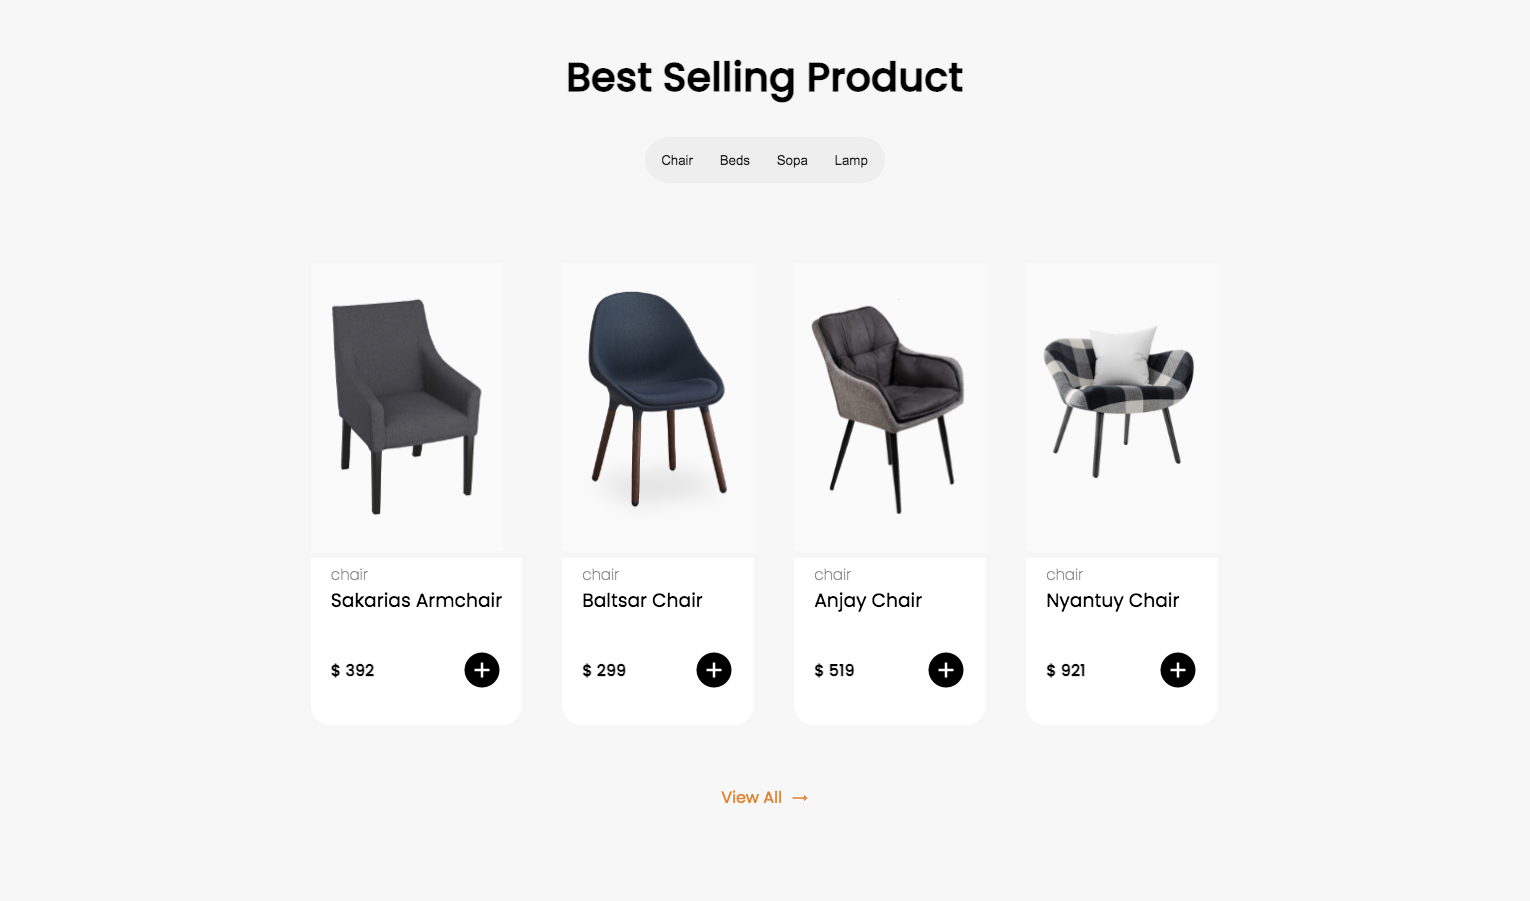 Best Selling Product
Chair Beds Sopa Lamp
chair
Sakarias Armchair
$ 392
chair
Baltsar Chair
$ 299
chair
Anjay Chair
$ 519
chair
Nyantuy Chair
$ 921
View All →